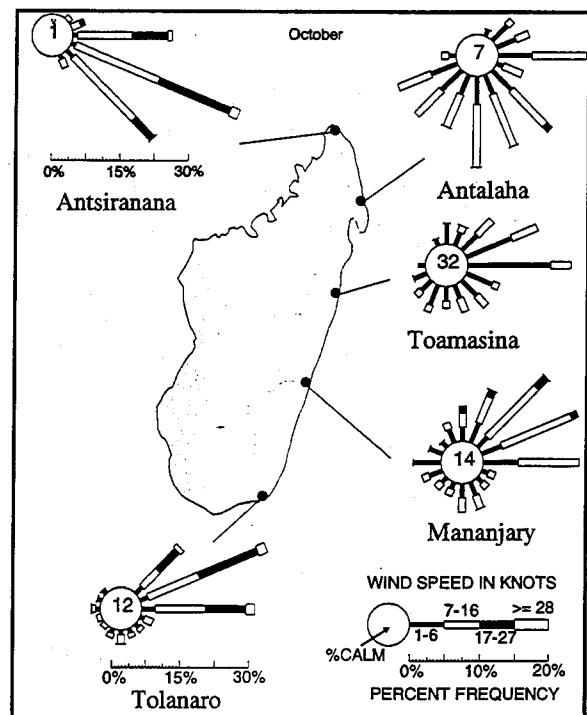 October
1
7
0% 15% 30%
Antsiranana
Antalaha
32
Toamasina
14
Mananjary
12
0% 15% 30%
Tolanaro
WIND SPEED IN KNOTS
7-16 >= 28
1-6 17-27
%CALM
0% 10% 20%
PERCENT FREQUENCY